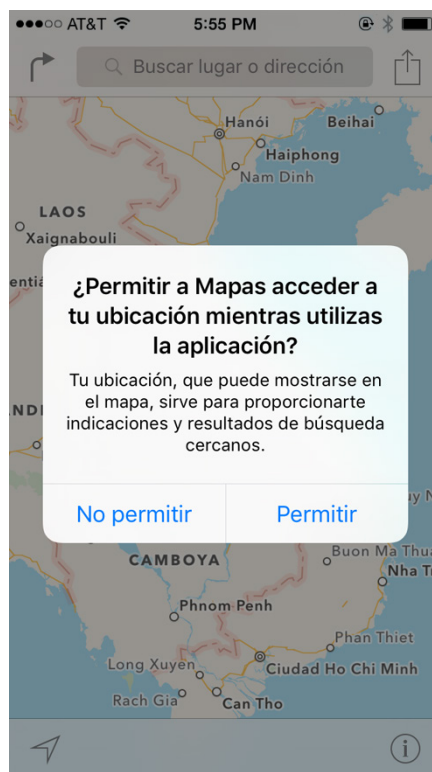 AT&T 5:55 PM
Buscar lugar o dirección
Hanói
Beihai
Haiphong
Nam Dinh
LAOS
Xaignabouli
entiá
¿Permitir a Mapas acceder a
tu ubicación mientras utilizas
la aplicación?
Tu ubicación, que puede mostrarse en
el mapa, sirve para proporcionarte
indicaciones y resultados de búsqueda
cercanos.
No permitir
Permitir
CAMBOYA
Buon Ma Thu
Nha T
Phnom Penh
Phan Thiet
Long Xuyen
Ciudad Ho Chi Minh
Rach Gia
Can Tho